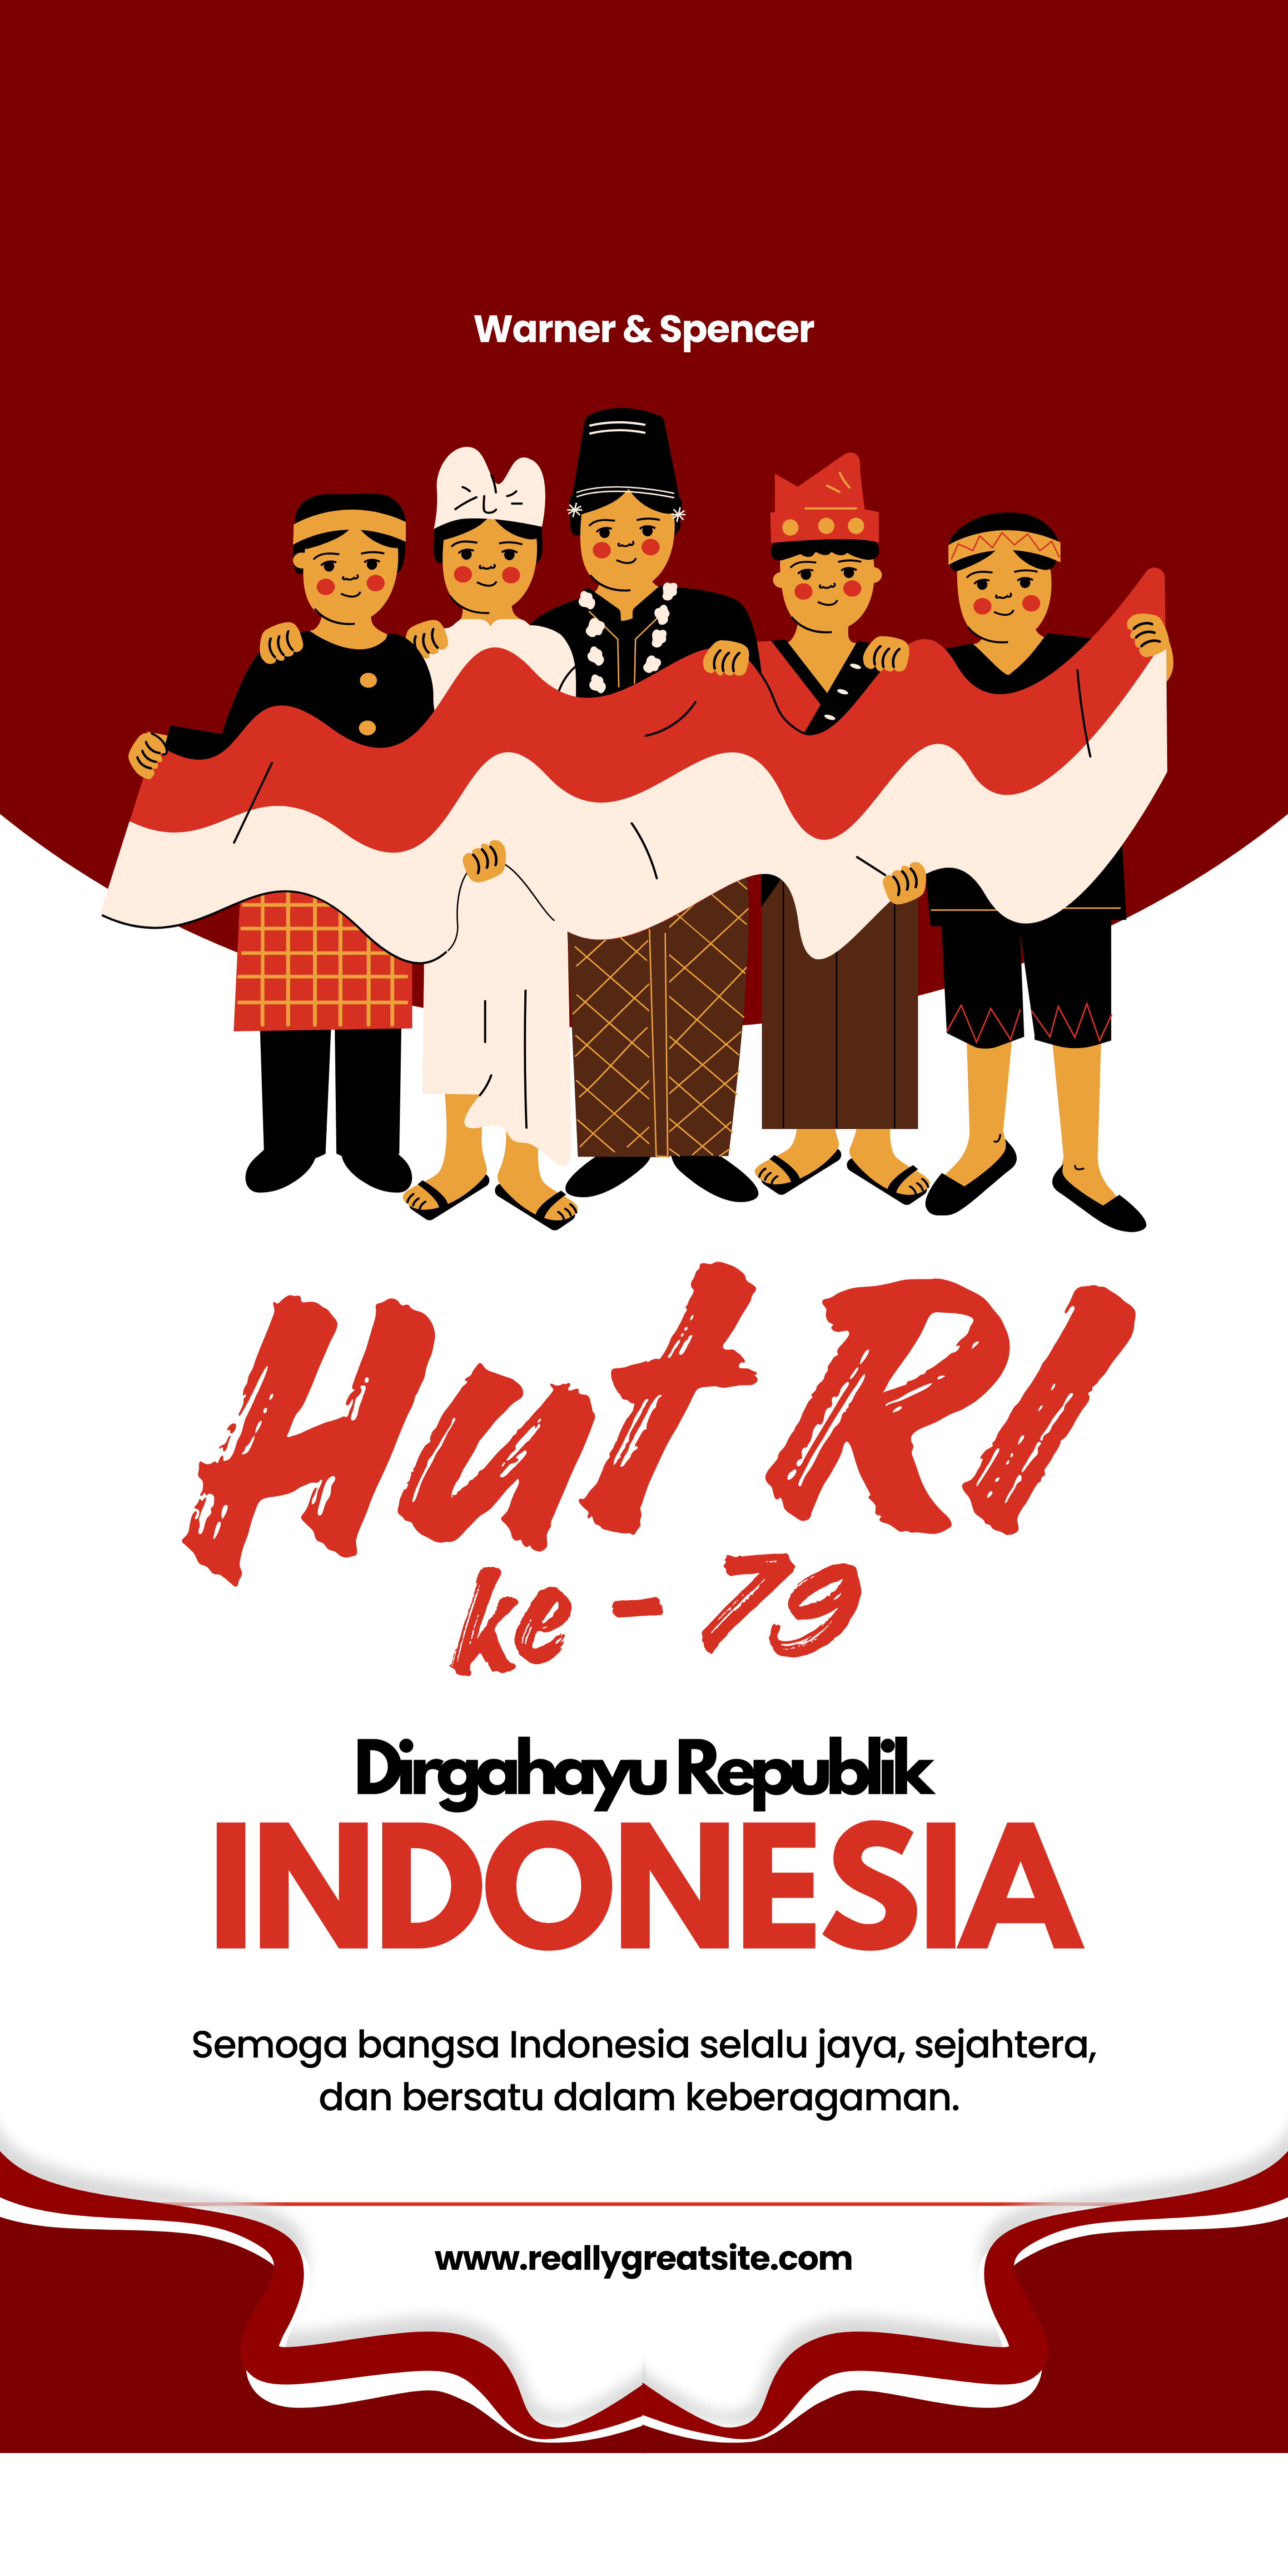 Warner & Spencer
Hut RI
ke - 79
Dirgahayu Republik
INDONESIA
Semoga bangsa Indonesia selalu jaya, sejahtera,
dan bersatu dalam keberagaman.
www.reallygreatsite.com